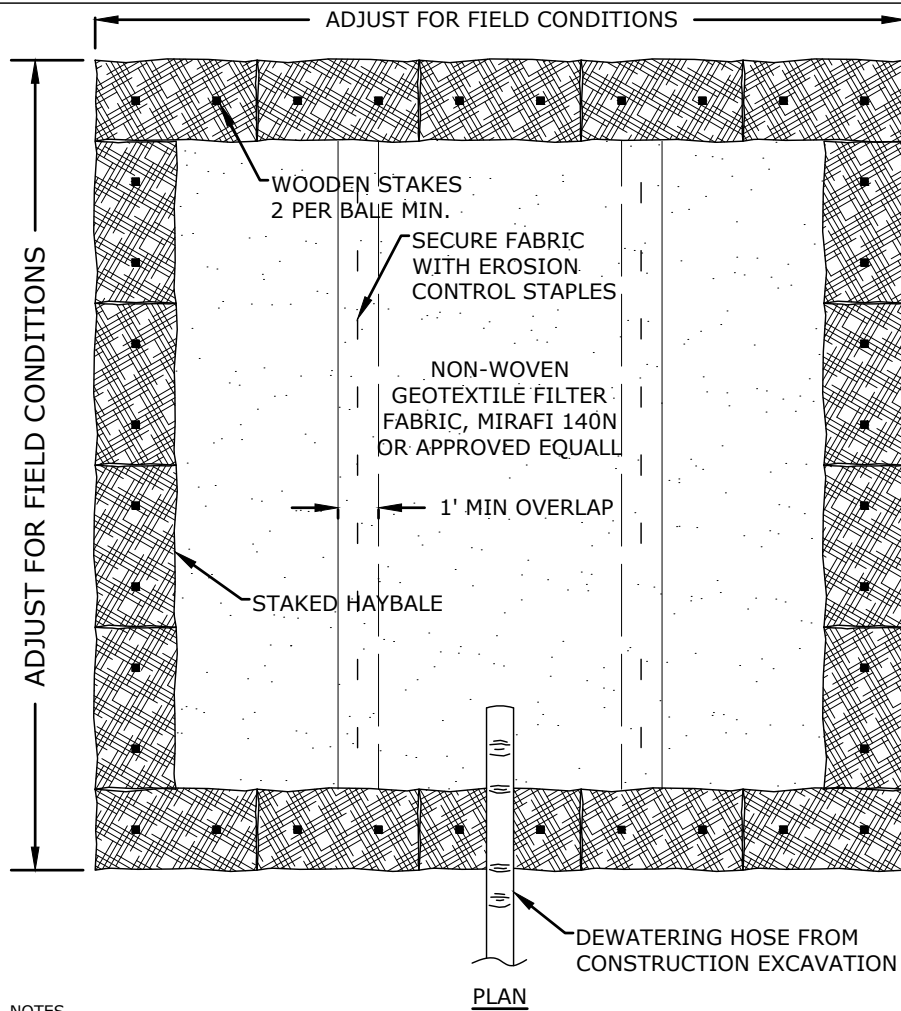 ADJUST FOR FIELD CONDITIONS
ADJUST FOR FIELD CONDITIONS
WOODEN STAKES
2 PER BALE MIN.
SECURE FABRIC
WITH EROSION
CONTROL STAPLES
NON-WOVEN
GEOTEXTILE FILTER
FABRIC, MIRAFI 140N
OR APPROVED EQUALL
1' MIN OVERLAP
STAKED HAYBALE
DEWATERING HOSE FROM
CONSTRUCTION EXCAVATION
PLAN
NOTES